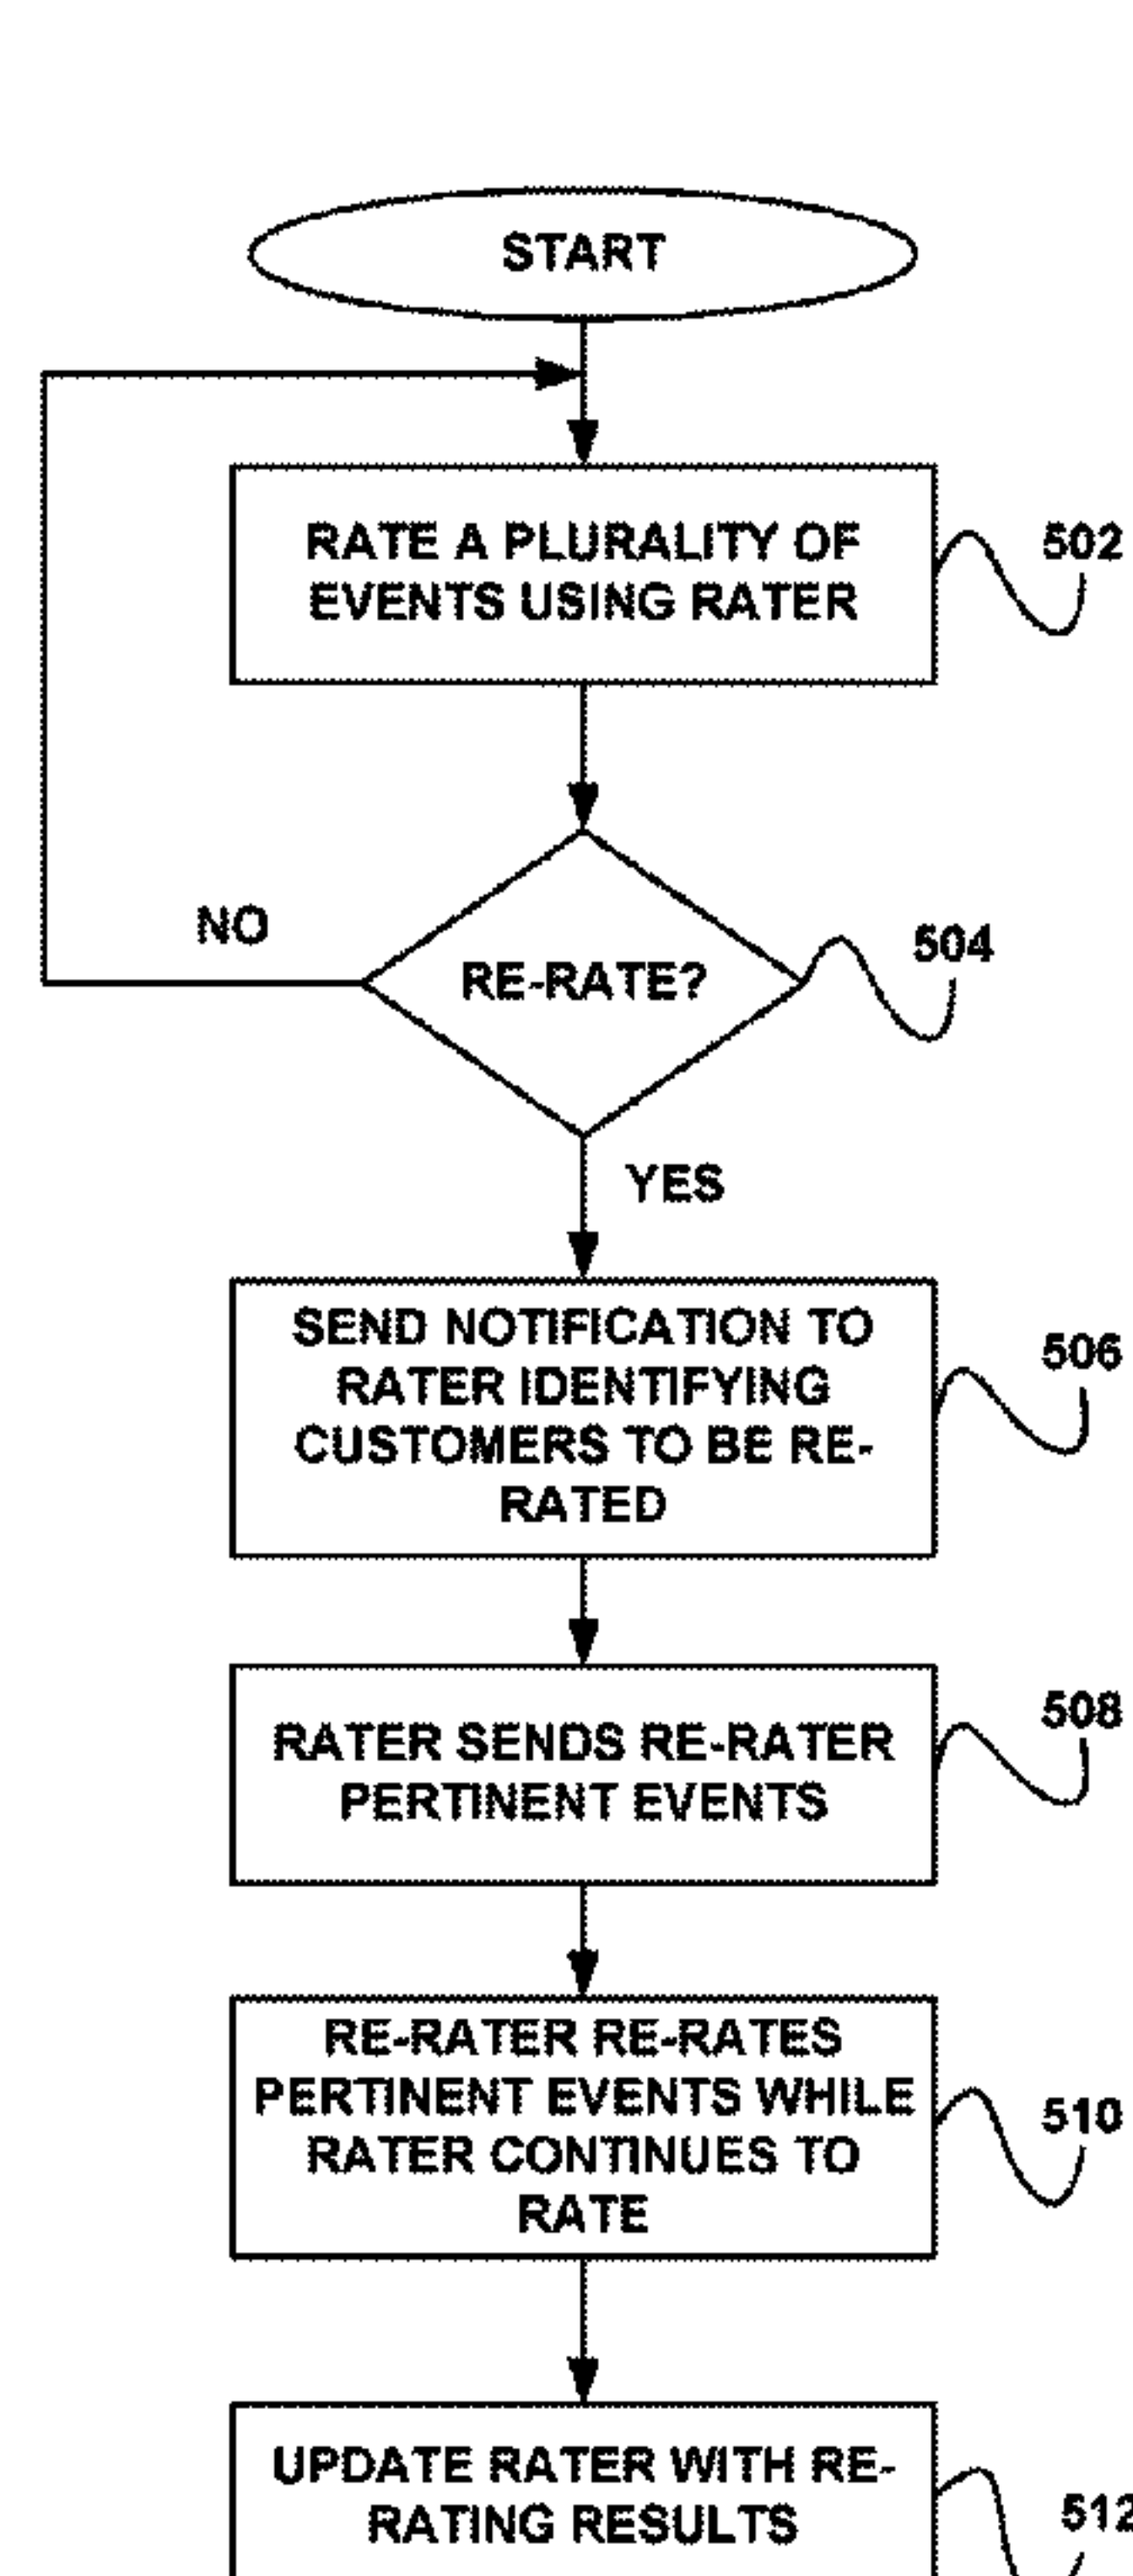 START
RATE A PLURALITY OF
EVENTS USING RATER
502
NO
RE-RATE?
504
YES
SEND NOTIFICATION TO
RATER IDENTIFYING
CUSTOMERS TO BE RE-
RATED
506
RATER SENDS RE-RATER
PERTINENT EVENTS
508
RE-RATER RE-RATES
PERTINENT EVENTS WHILE
RATER CONTINUES TO
RATE
510
UPDATE RATER WITH RE-
RATING RESULTS
512